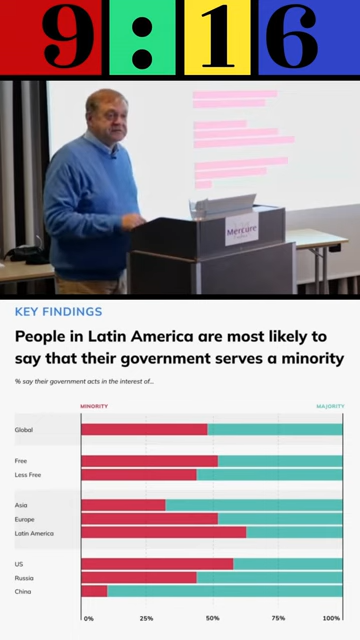 9:16
Mercure
KEY FINDINGS
People in Latin America are most likely to
say that their government serves a minority
% say their government acts in the interest of...
MINORITY MAJORITY
Global
Free
Less Free
Asia
Europe
Latin America
US
Russia
China
0% 25% 50% 75% 100%